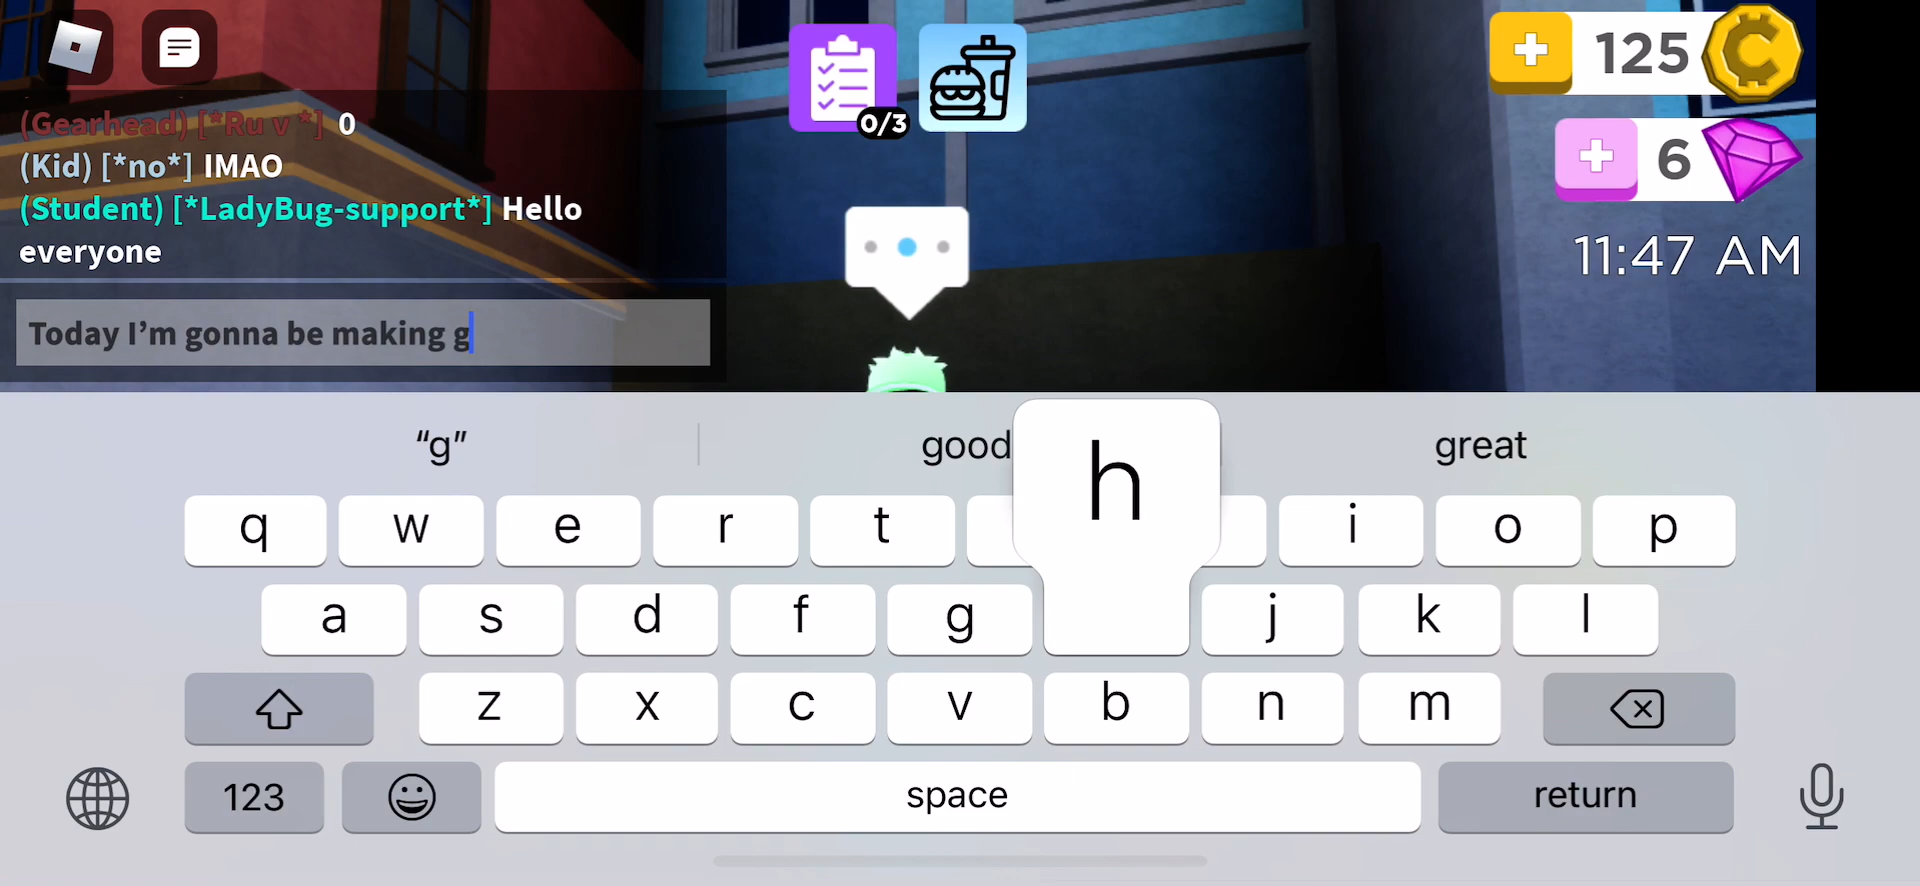 (Gearhead) [*Ru v *] 0
(Kid) [*no*] IMAO
(Student) [*LadyBug-support*] Hello
everyone
Today I’m gonna be making g
0/3
125
6
11:47 AM
“g” good great
h
q w e r t i o p
a s d f g j k l
z x c v b n m
123 space return